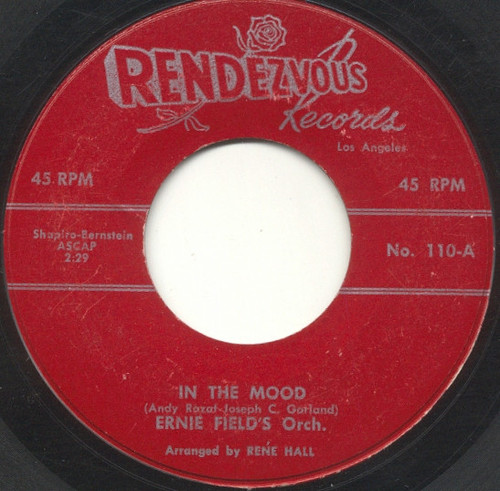 RENDEZVOUS
Records
Los Angeles
45 RPM
45 RPM
Shapiro-Bernstein
ASCAP
2:29
No. 110-A
IN THE MOOD
(Andy Razaf-Joseph C. Garland)
ERNIE FIELD'S Orch.
Arranged by RENE HALL